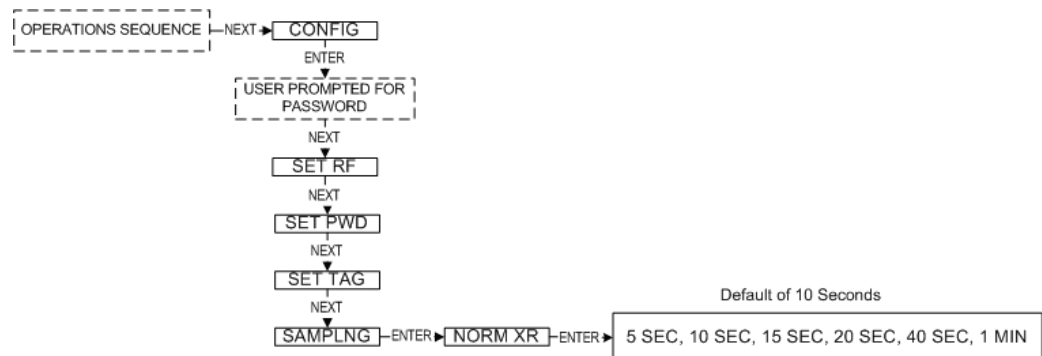 OPERATIONS SEQUENCE NEXT CONFIG
ENTER
USER PROMPTED FOR
PASSWORD
NEXT
SET RF
NEXT
SET PWD
NEXT
SET TAG
NEXT
Default of 10 Seconds
SAMPLNG ENTER NORM XR ENTER 5 SEC, 10 SEC, 15 SEC, 20 SEC, 40 SEC, 1 MIN